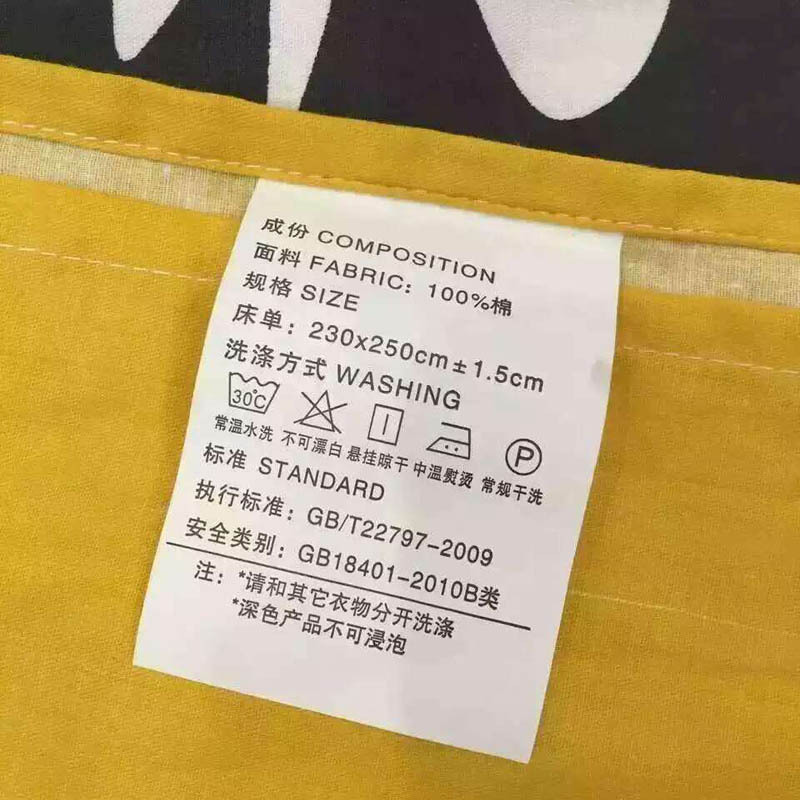 成份 COMPOSITION
面料 FABRIC: 100%棉
规格 SIZE
床单: 230x250cm±1.5cm
洗涤方式 WASHING
30℃ P
常温水洗 不可漂白 悬挂晾干 中温熨烫 常规干洗
标准 STANDARD
执行标准: GB/T22797-2009
安全类别: GB18401-2010B类
注: *请和其它衣物分开洗涤
*深色产品不可浸泡